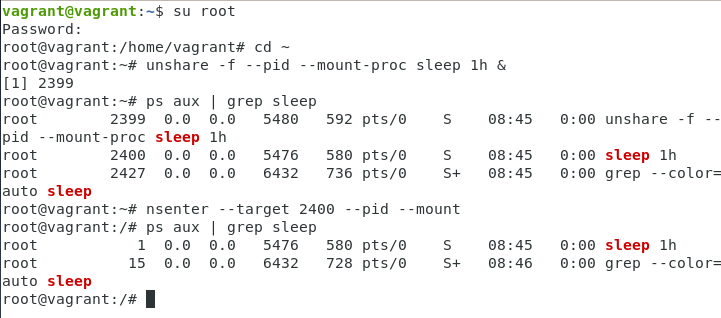 vagrant@vagrant:~$ su root
Password:
root@vagrant:/home/vagrant# cd ~
root@vagrant:~# unshare -f --pid --mount-proc sleep 1h &
[1] 2399
root@vagrant:~# ps aux | grep sleep
root        2399  0.0  0.0   5480   592 pts/0    S    08:45   0:00 unshare -f --
pid --mount-proc sleep 1h
root        2400  0.0  0.0   5476   580 pts/0    S    08:45   0:00 sleep 1h
root        2427  0.0  0.0   6432   736 pts/0    S+   08:45   0:00 grep --color=
auto sleep
root@vagrant:~# nsenter --target 2400 --pid --mount
root@vagrant:/# ps aux | grep sleep
root           1  0.0  0.0   5476   580 pts/0    S    08:45   0:00 sleep 1h
root          15  0.0  0.0   6432   728 pts/0    S+   08:46   0:00 grep --color=
auto sleep
root@vagrant:/#